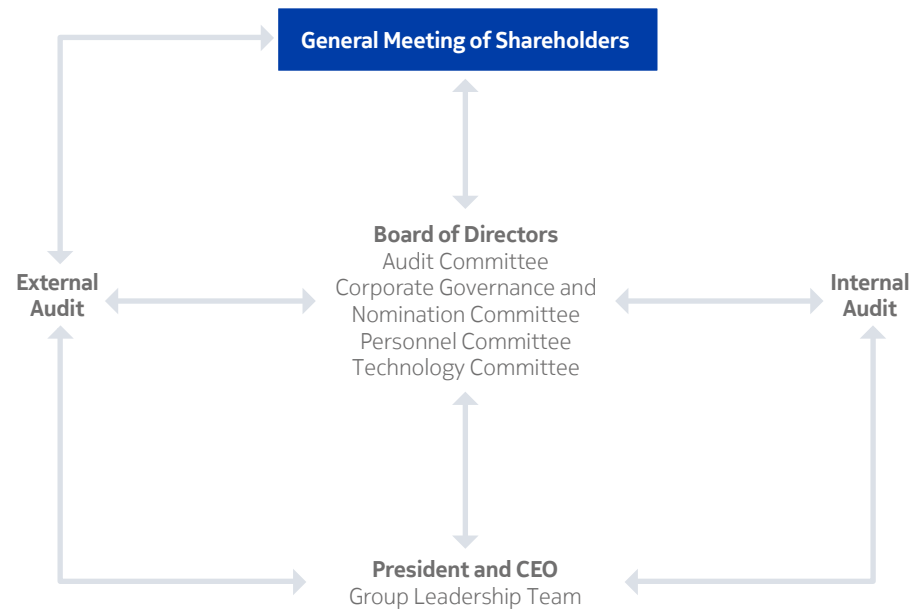 General Meeting of Shareholders
Board of Directors
Audit Committee
Corporate Governance and
Nomination Committee
Personnel Committee
Technology Committee
External
Audit
Internal
Audit
President and CEO
Group Leadership Team